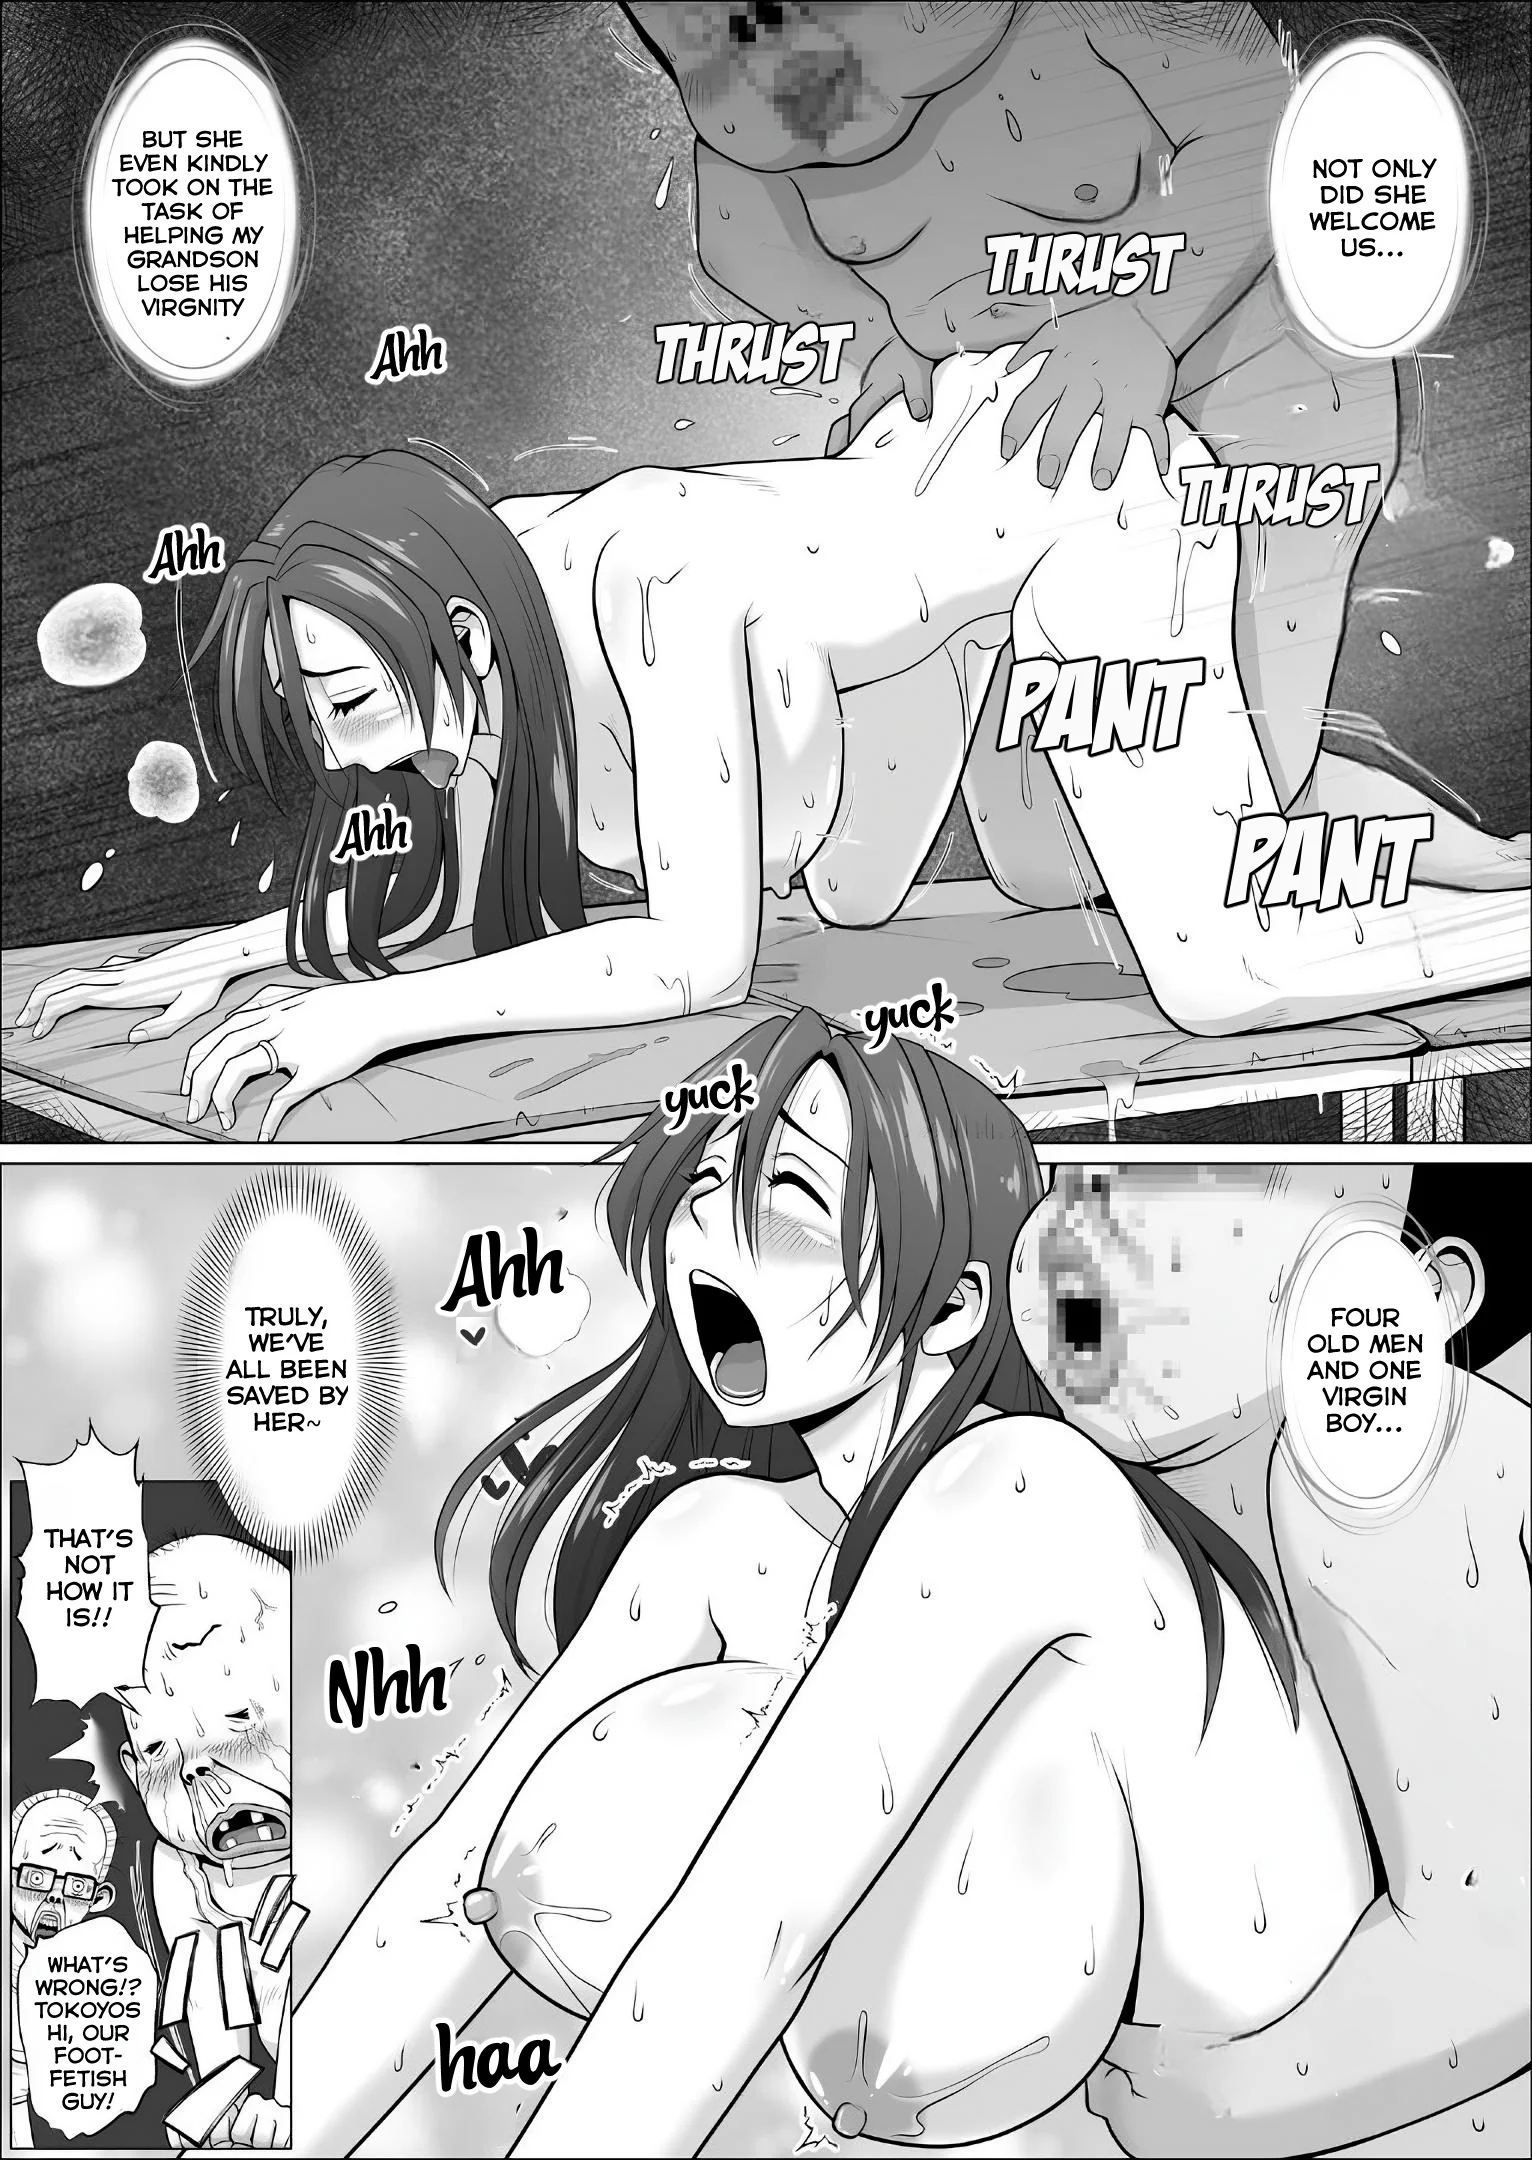 NOT ONLY
DID SHE
WELCOME
US...
BUT SHE
EVEN KINDLY
TOOK ON THE
TASK OF
HELPING MY
GRANDSON
LOSE HIS
VIRGNITY
THRUST
THRUST
THRUST
Ahh
Ahh
Ahh
PANT
PANT
yuck
yuck
FOUR
OLD MEN
AND ONE
VIRGIN
BOY...
Ahh
TRULY,
WE'VE
ALL BEEN
SAVED BY
HER~
Nhh
haa
THAT'S
NOT
HOW IT
IS!!
WHAT'S
WRONG!?
TOKOYOS
HI, OUR
FOOT-
FETISH
GUY!